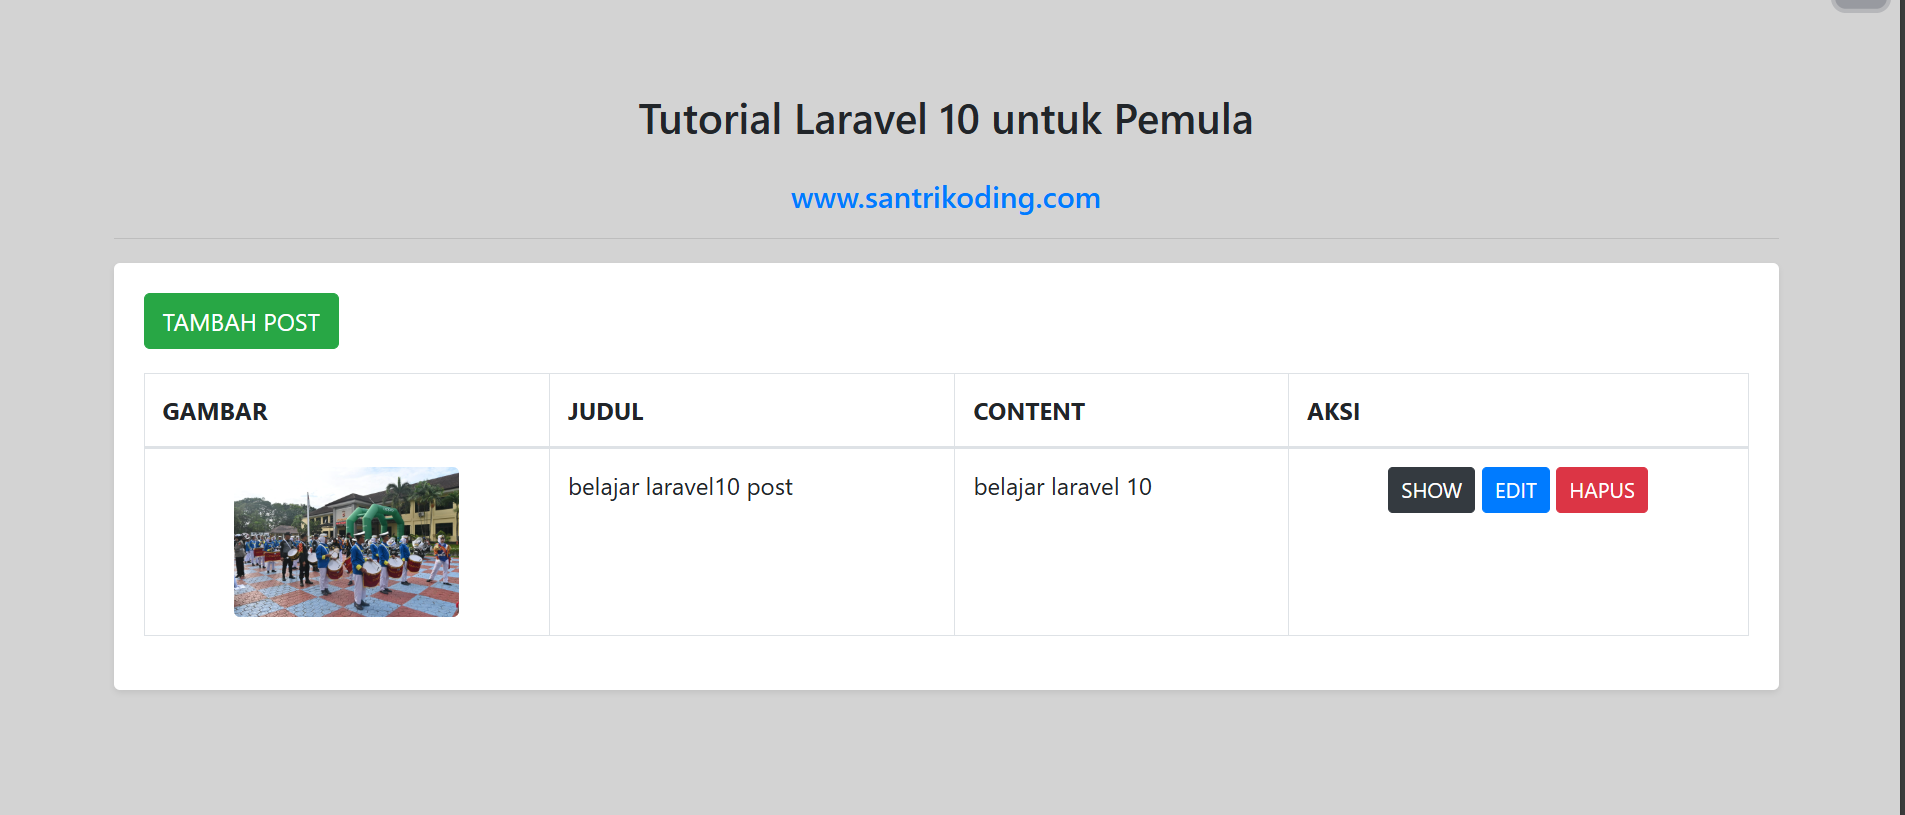 Tutorial Laravel 10 untuk Pemula
www.santrikoding.com
TAMBAH POST
GAMBAR JUDUL CONTENT AKSI
belajar laravel10 post belajar laravel 10 SHOW EDIT HAPUS